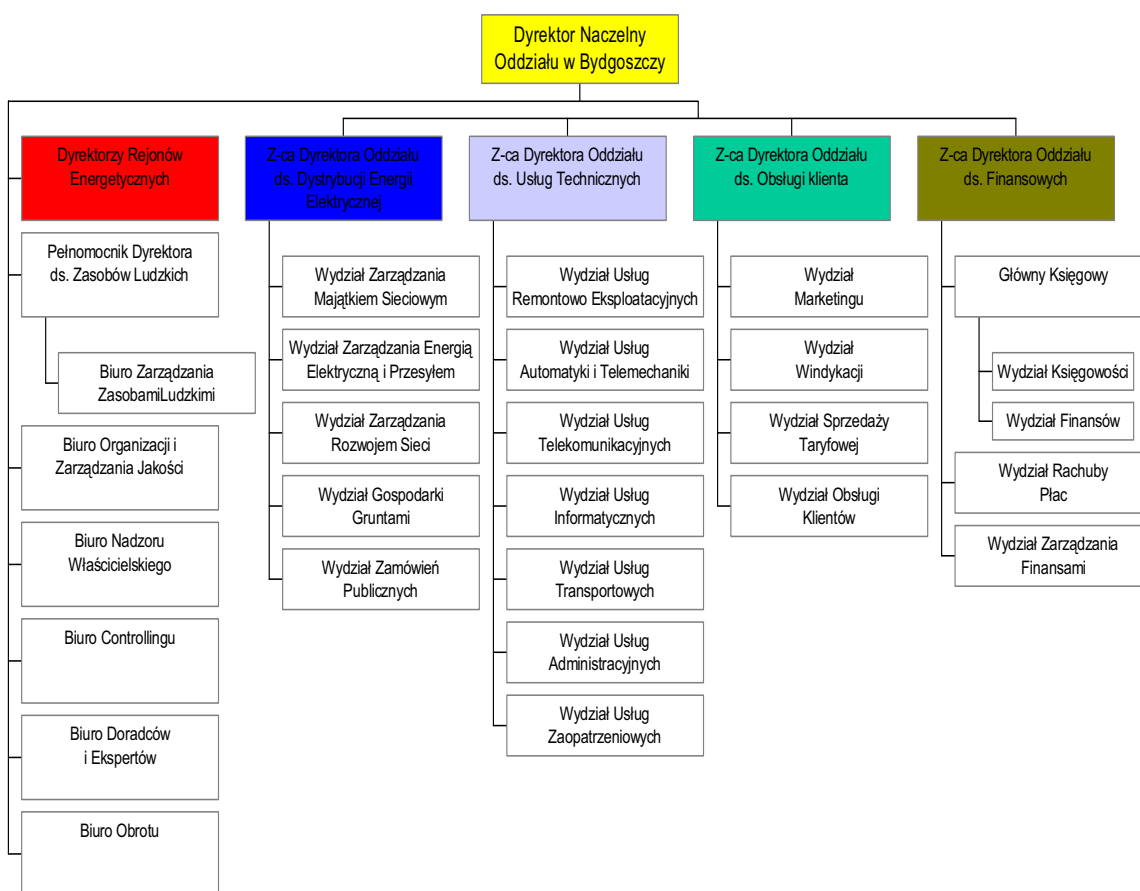 Dyrektor Naczelny
Oddziału w Bydgoszczy
Dyrektorzy Rejonów
Energetycznych
Pełnomocnik Dyrektora
ds. Zasobów Ludzkich
Biuro Zarządzania
ZasobamiLudzkimi
Biuro Organizacji i
Zarządzania Jakości
Biuro Nadzoru
Właścicielskiego
Biuro Controllingu
Biuro Doradców
i Ekspertów
Biuro Obrotu
Z-ca Dyrektora Oddziału
ds. Dystrybucji Energii
Elektrycznej
Wydział Zarządzania
Majątkiem Sieciowym
Wydział Zarządzania Energią
Elektryczną i Przesyłem
Wydział Zarządzania
Rozwojem Sieci
Wydział Gospodarki
Gruntami
Wydział Zamówień
Publicznych
Z-ca Dyrektora Oddziału
ds. Usług Technicznych
Wydział Usług
Remontowo Eksploatacyjnych
Wydział Usług
Automatyki i Telemechaniki
Wydział Usług
Telekomunikacyjnych
Wydział Usług
Informatycznych
Wydział Usług
Transportowych
Wydział Usług
Administracyjnych
Wydział Usług
Zaopatrzeniowych
Z-ca Dyrektora Oddziału
ds. Obsługi klienta
Wydział
Marketingu
Wydział
Windykacji
Wydział Sprzedaży
Taryfowej
Wydział Obsługi
Klientów
Z-ca Dyrektora Oddziału
ds. Finansowych
Główny Księgowy
Wydział Księgowości
Wydział Finansów
Wydział Rachuby
Płac
Wydział Zarządzania
Finansami